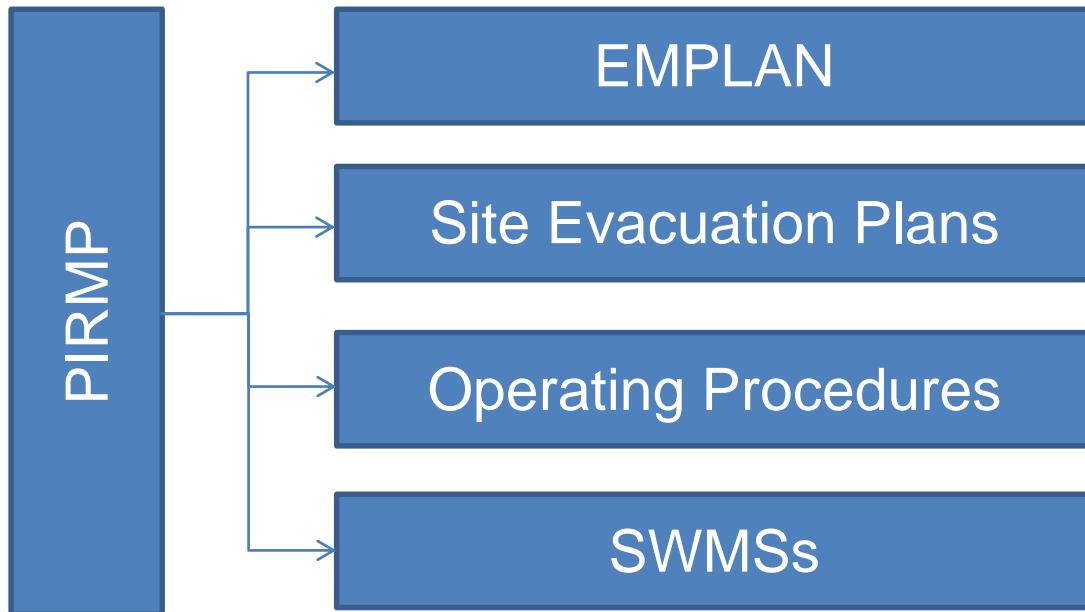 PIRMP
EMPLAN
Site Evacuation Plans
Operating Procedures
SWMSs